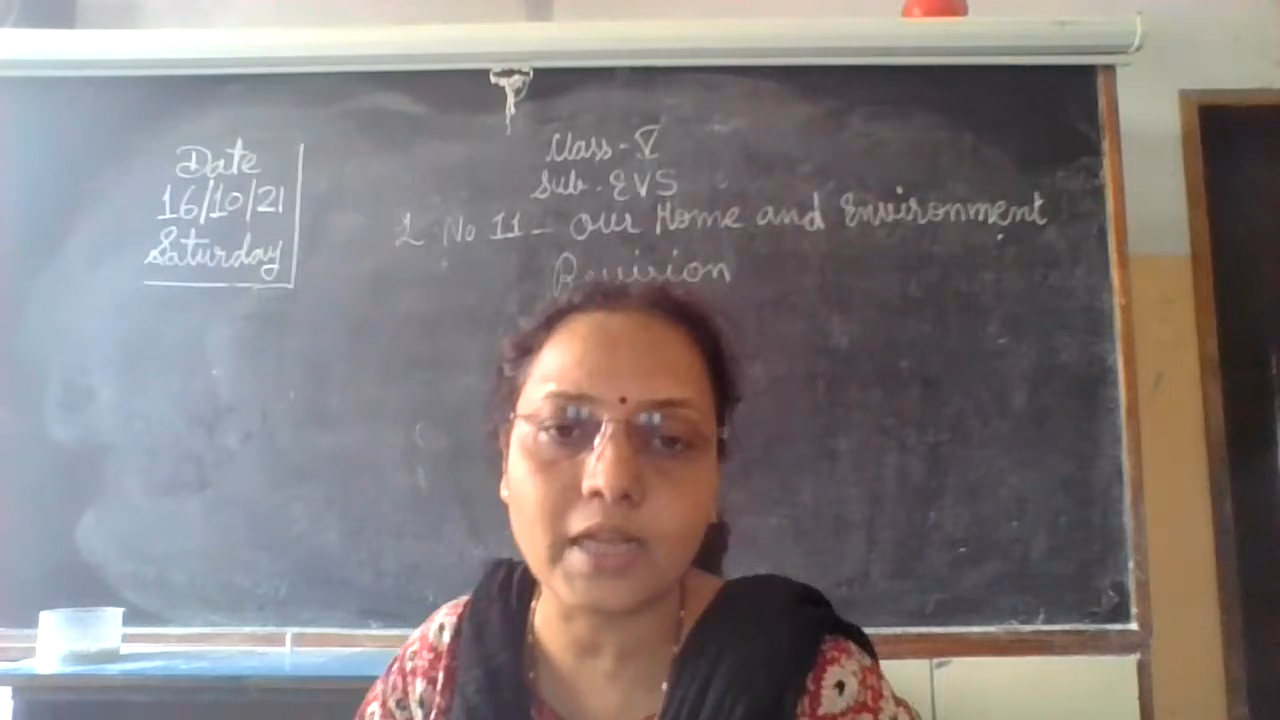 Date
16/10/21
Saturday
Class - V
Sub - EVS
L. No 11 - Our Home and Environment
Revision